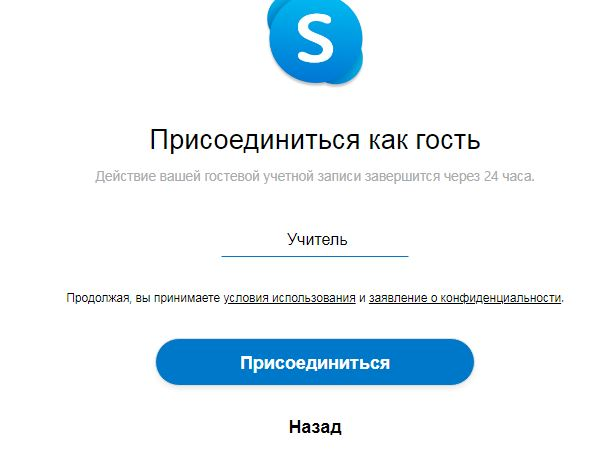 S
Присоединиться как гость
Действие вашей гостевой учетной записи завершится через 24 часа.
Учитель
Продолжая, вы принимаете условия использования и заявление о конфиденциальности.
Присоединиться
Назад